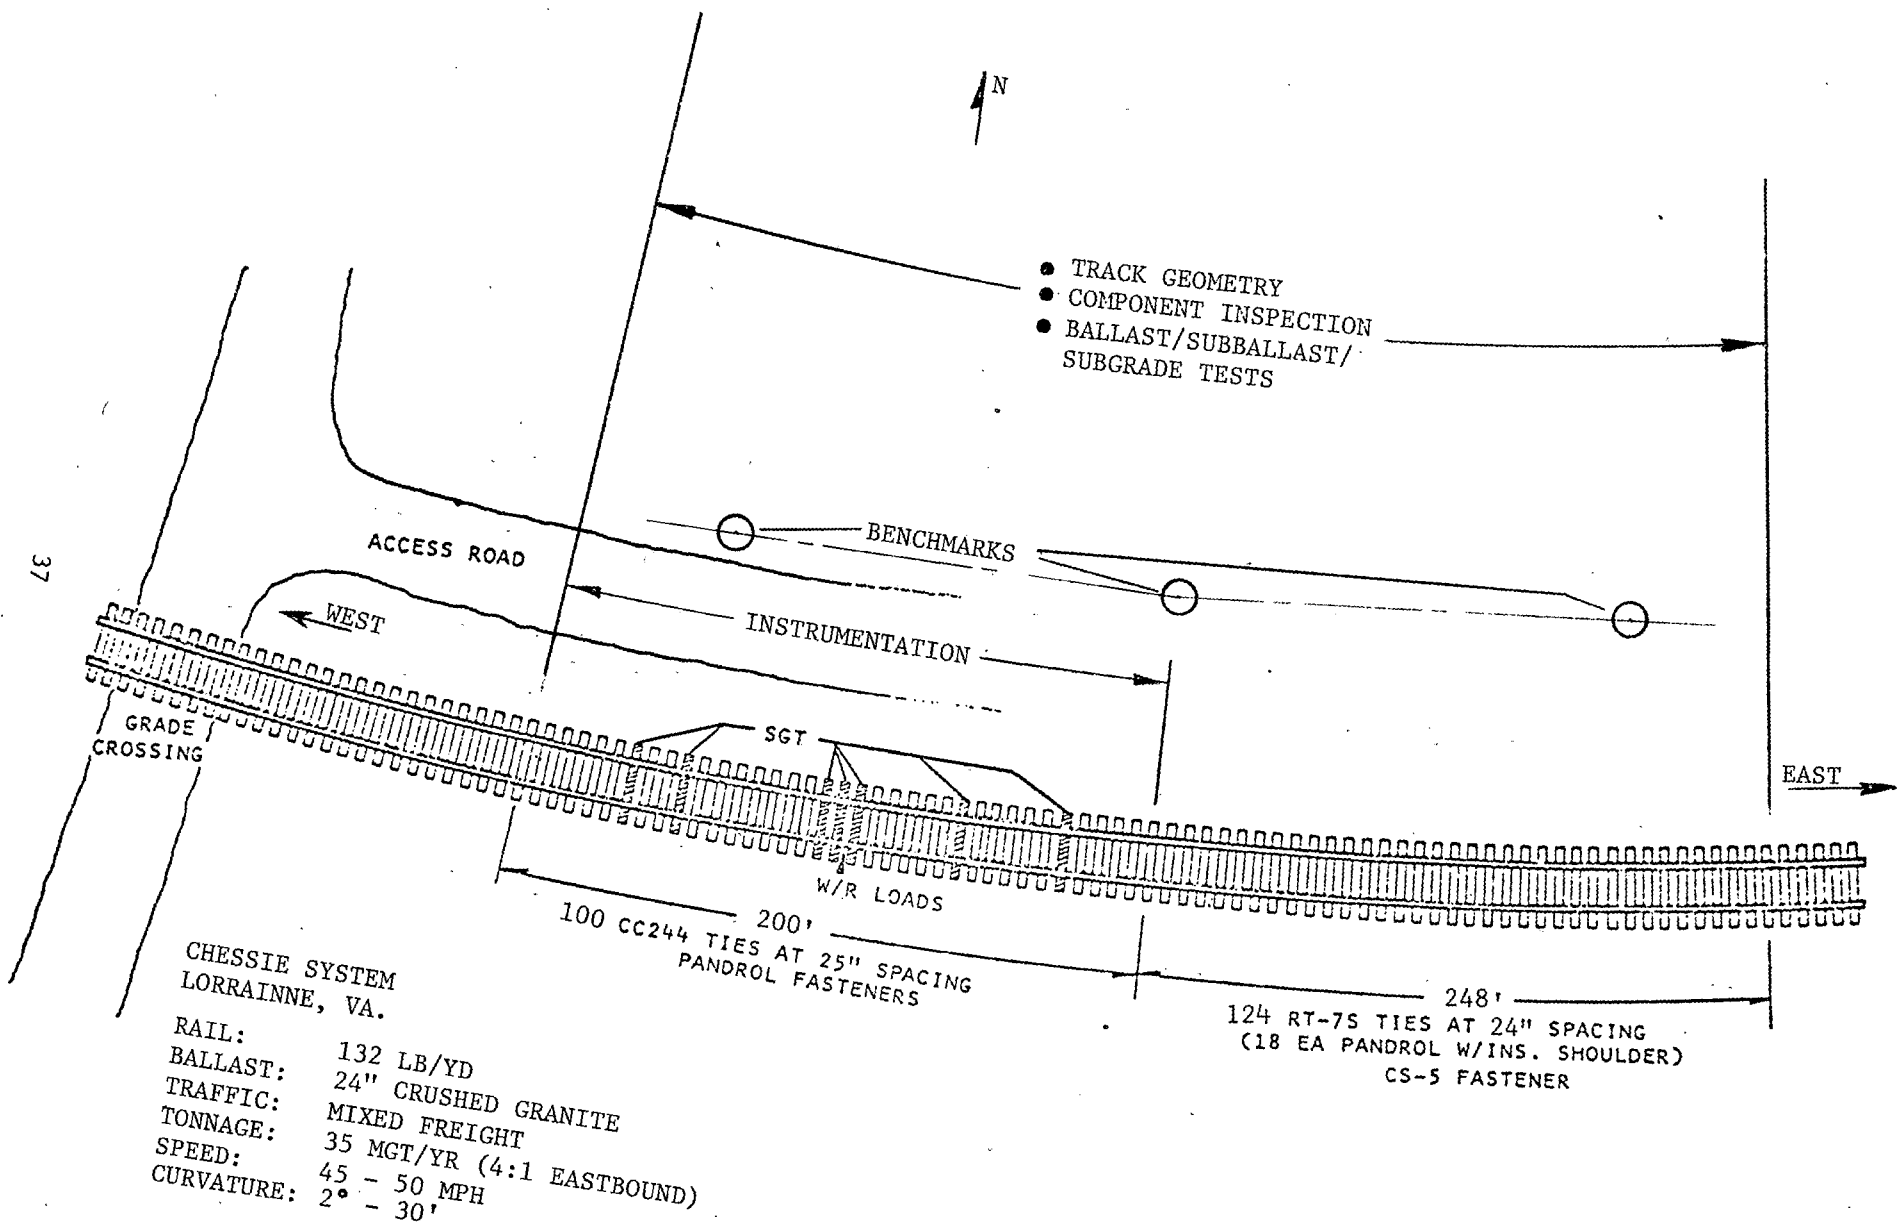 N
● TRACK GEOMETRY
● COMPONENT INSPECTION
● BALLAST/SUBBALLAST/
SUBGRADE TESTS
ACCESS ROAD
BENCHMARKS
37
WEST
INSTRUMENTATION
GRADE
CROSSING
SGT
EAST
W/R LOADS
200'
100 CC244 TIES AT 25" SPACING
PANDROL FASTENERS
248'
124 RT-7S TIES AT 24" SPACING
(18 EA PANDROL W/INS. SHOULDER)
CS-5 FASTENER
CHESSIE SYSTEM
LORRAINNE, VA.
RAIL: 132 LB/YD
BALLAST: 24" CRUSHED GRANITE
TRAFFIC: MIXED FREIGHT
TONNAGE: 35 MGT/YR (4:1 EASTBOUND)
SPEED: 45 - 50 MPH
CURVATURE: 2° - 30'